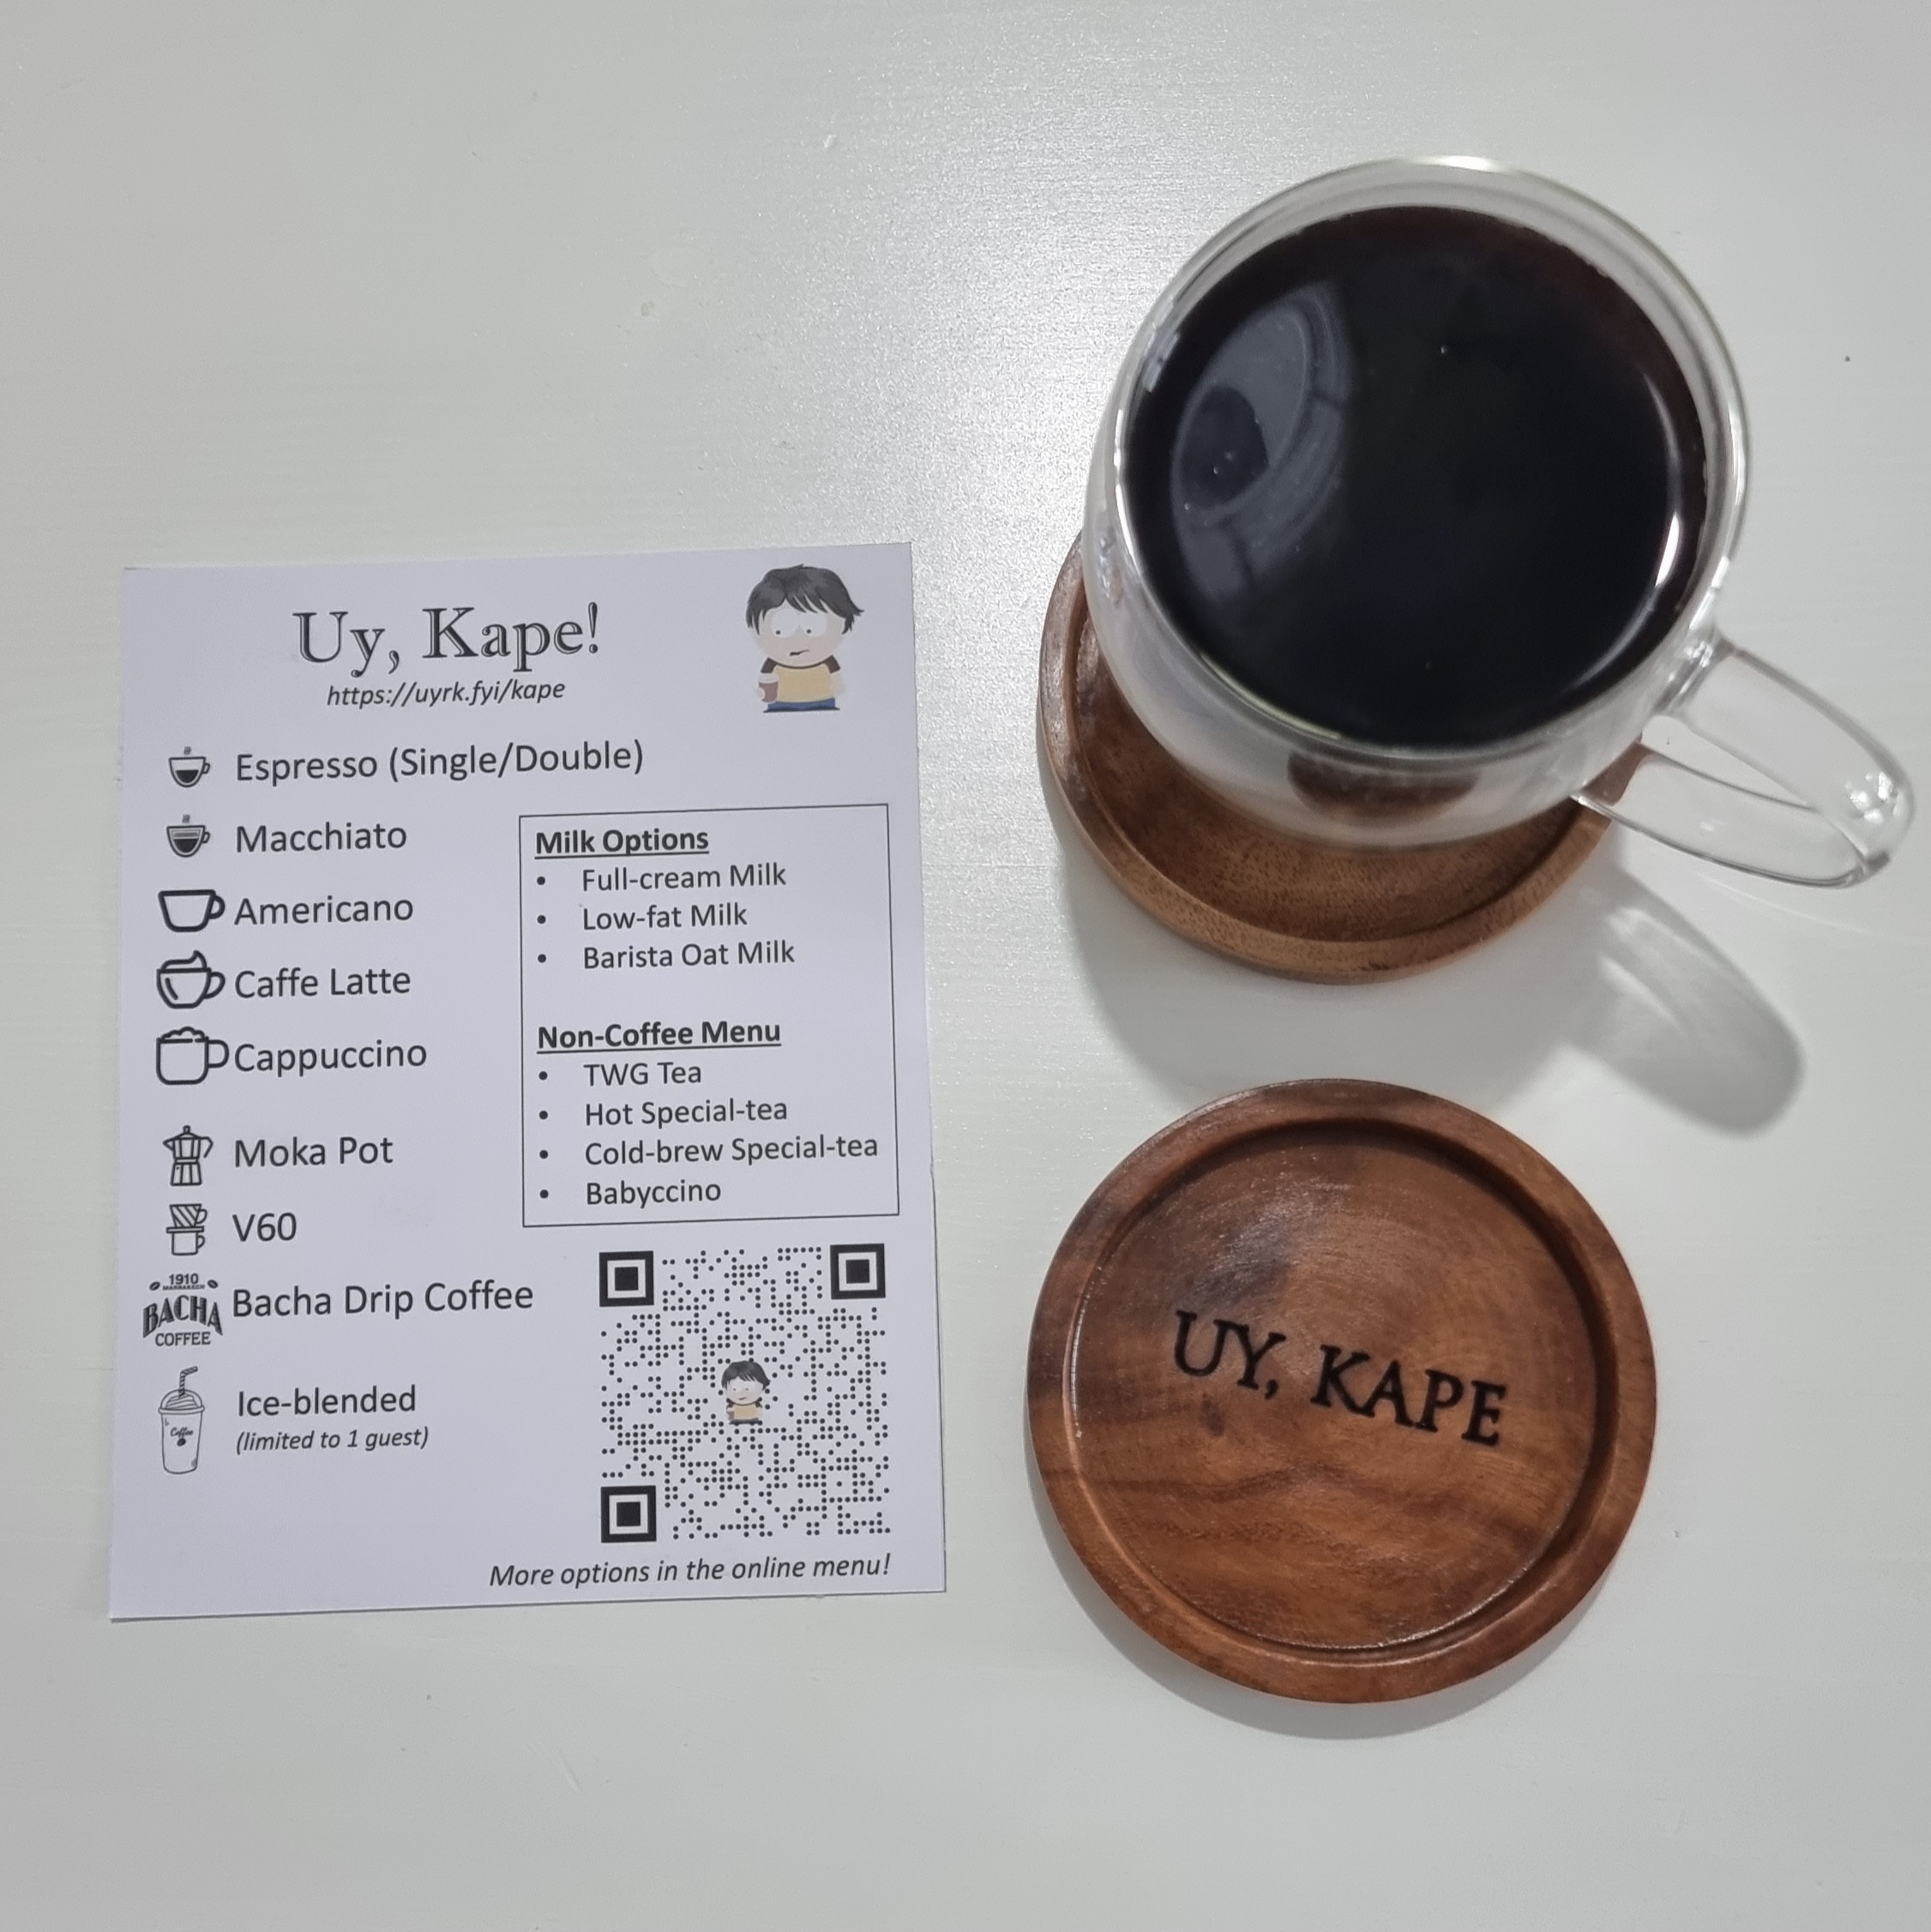 Uy, Kape!
https://uyrk.fyi/kape
Espresso (Single/Double)
Macchiato
Americano
Caffe Latte
Cappuccino
Moka Pot
V60
1910
BACHA
COFFEE
Bacha Drip Coffee
Coffee
Ice-blended
(limited to 1 guest)
Milk Options
• Full-cream Milk
• Low-fat Milk
• Barista Oat Milk
Non-Coffee Menu
• TWG Tea
• Hot Special-tea
• Cold-brew Special-tea
• Babyccino
More options in the online menu!
UY, KAPE